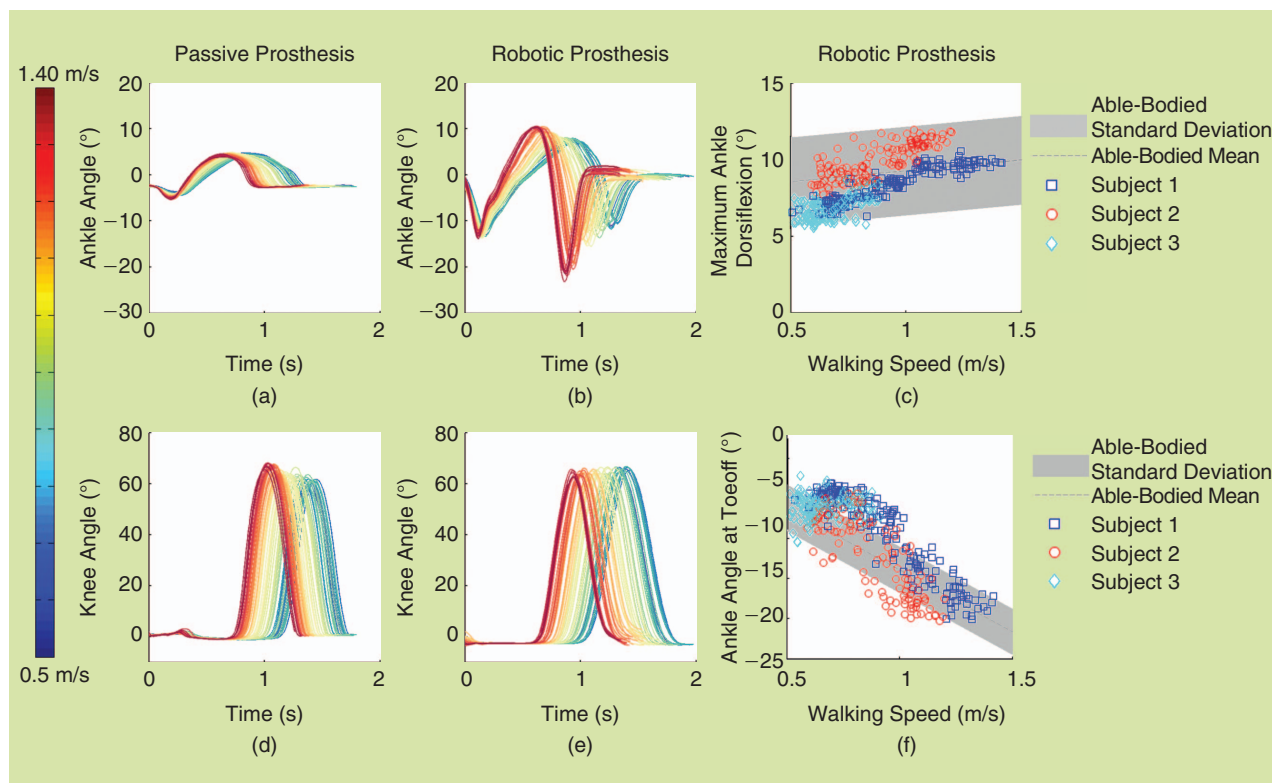 Passive Prosthesis
Robotic Prosthesis
Robotic Prosthesis
1.40 m/s
0.5 m/s
Ankle Angle (°)
20
10
0
−10
−20
−30
0
1
2
Time (s)
(a)
Ankle Angle (°)
20
10
0
−10
−20
−30
0
1
2
Time (s)
(b)
Maximum Ankle
Dorsiflexion (°)
15
10
5
0
0.5
1
1.5
Walking Speed (m/s)
(c)
Able-Bodied
Standard Deviation
Able-Bodied Mean
Subject 1
Subject 2
Subject 3
Knee Angle (°)
80
60
40
20
0
0
1
2
Time (s)
(d)
Knee Angle (°)
80
60
40
20
0
0
1
2
Time (s)
(e)
Ankle Angle at Toeoff (°)
0
−5
−10
−15
−20
−25
0.5
1
1.5
Walking Speed (m/s)
(f)
Able-Bodied
Standard Deviation
Able-Bodied Mean
Subject 1
Subject 2
Subject 3